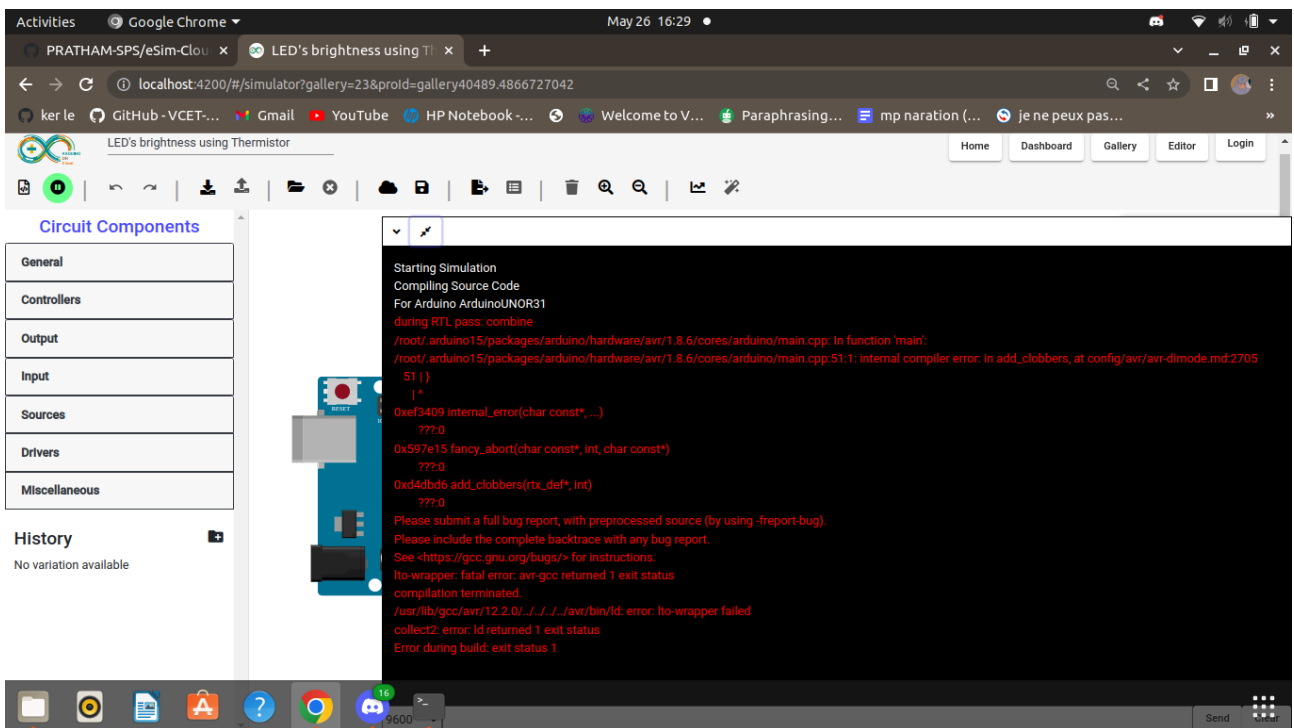 Activities
Google Chrome
May 26 16:29
PRATHAM-SPS/eSim-Clou
LED's brightness using Th
localhost:4200/#/simulator?gallery=23&proId=gallery40489.4866727042
ker le
GitHub - VCET-...
Gmail
YouTube
HP Notebook -...
Welcome to V...
Paraphrasing...
mp naration (...
je ne peux pas...
»
LED's brightness using Thermistor
Home
Dashboard
Gallery
Editor
Login
Circuit Components
General
Controllers
Output
Input
Sources
Drivers
Miscellaneous
History
No variation available
RESET
Starting Simulation
Compiling Source Code
For Arduino ArduinoUNOR31
during RTL pass: combine
/root/.arduino15/packages/arduino/hardware/avr/1.8.6/cores/arduino/main.cpp: In function 'main':
/root/.arduino15/packages/arduino/hardware/avr/1.8.6/cores/arduino/main.cpp:51:1: internal compiler error: in add_clobbers, at config/avr/avr-dimode.md:2705
51 | }
| ^
0xef3409 internal_error(char const*, ...)
???:0
0x597e15 fancy_abort(char const*, int, char const*)
???:0
0xd4dbd6 add_clobbers(rtx_def*, int)
???:0
Please submit a full bug report, with preprocessed source (by using -freport-bug).
Please include the complete backtrace with any bug report.
See <https://gcc.gnu.org/bugs/> for instructions.
lto-wrapper: fatal error: avr-gcc returned 1 exit status
compilation terminated.
/usr/lib/gcc/avr/12.2.0/../../../../avr/bin/ld: error: lto-wrapper failed
collect2: error: ld returned 1 exit status
Error during build: exit status 1
16
9600
Send
Clear